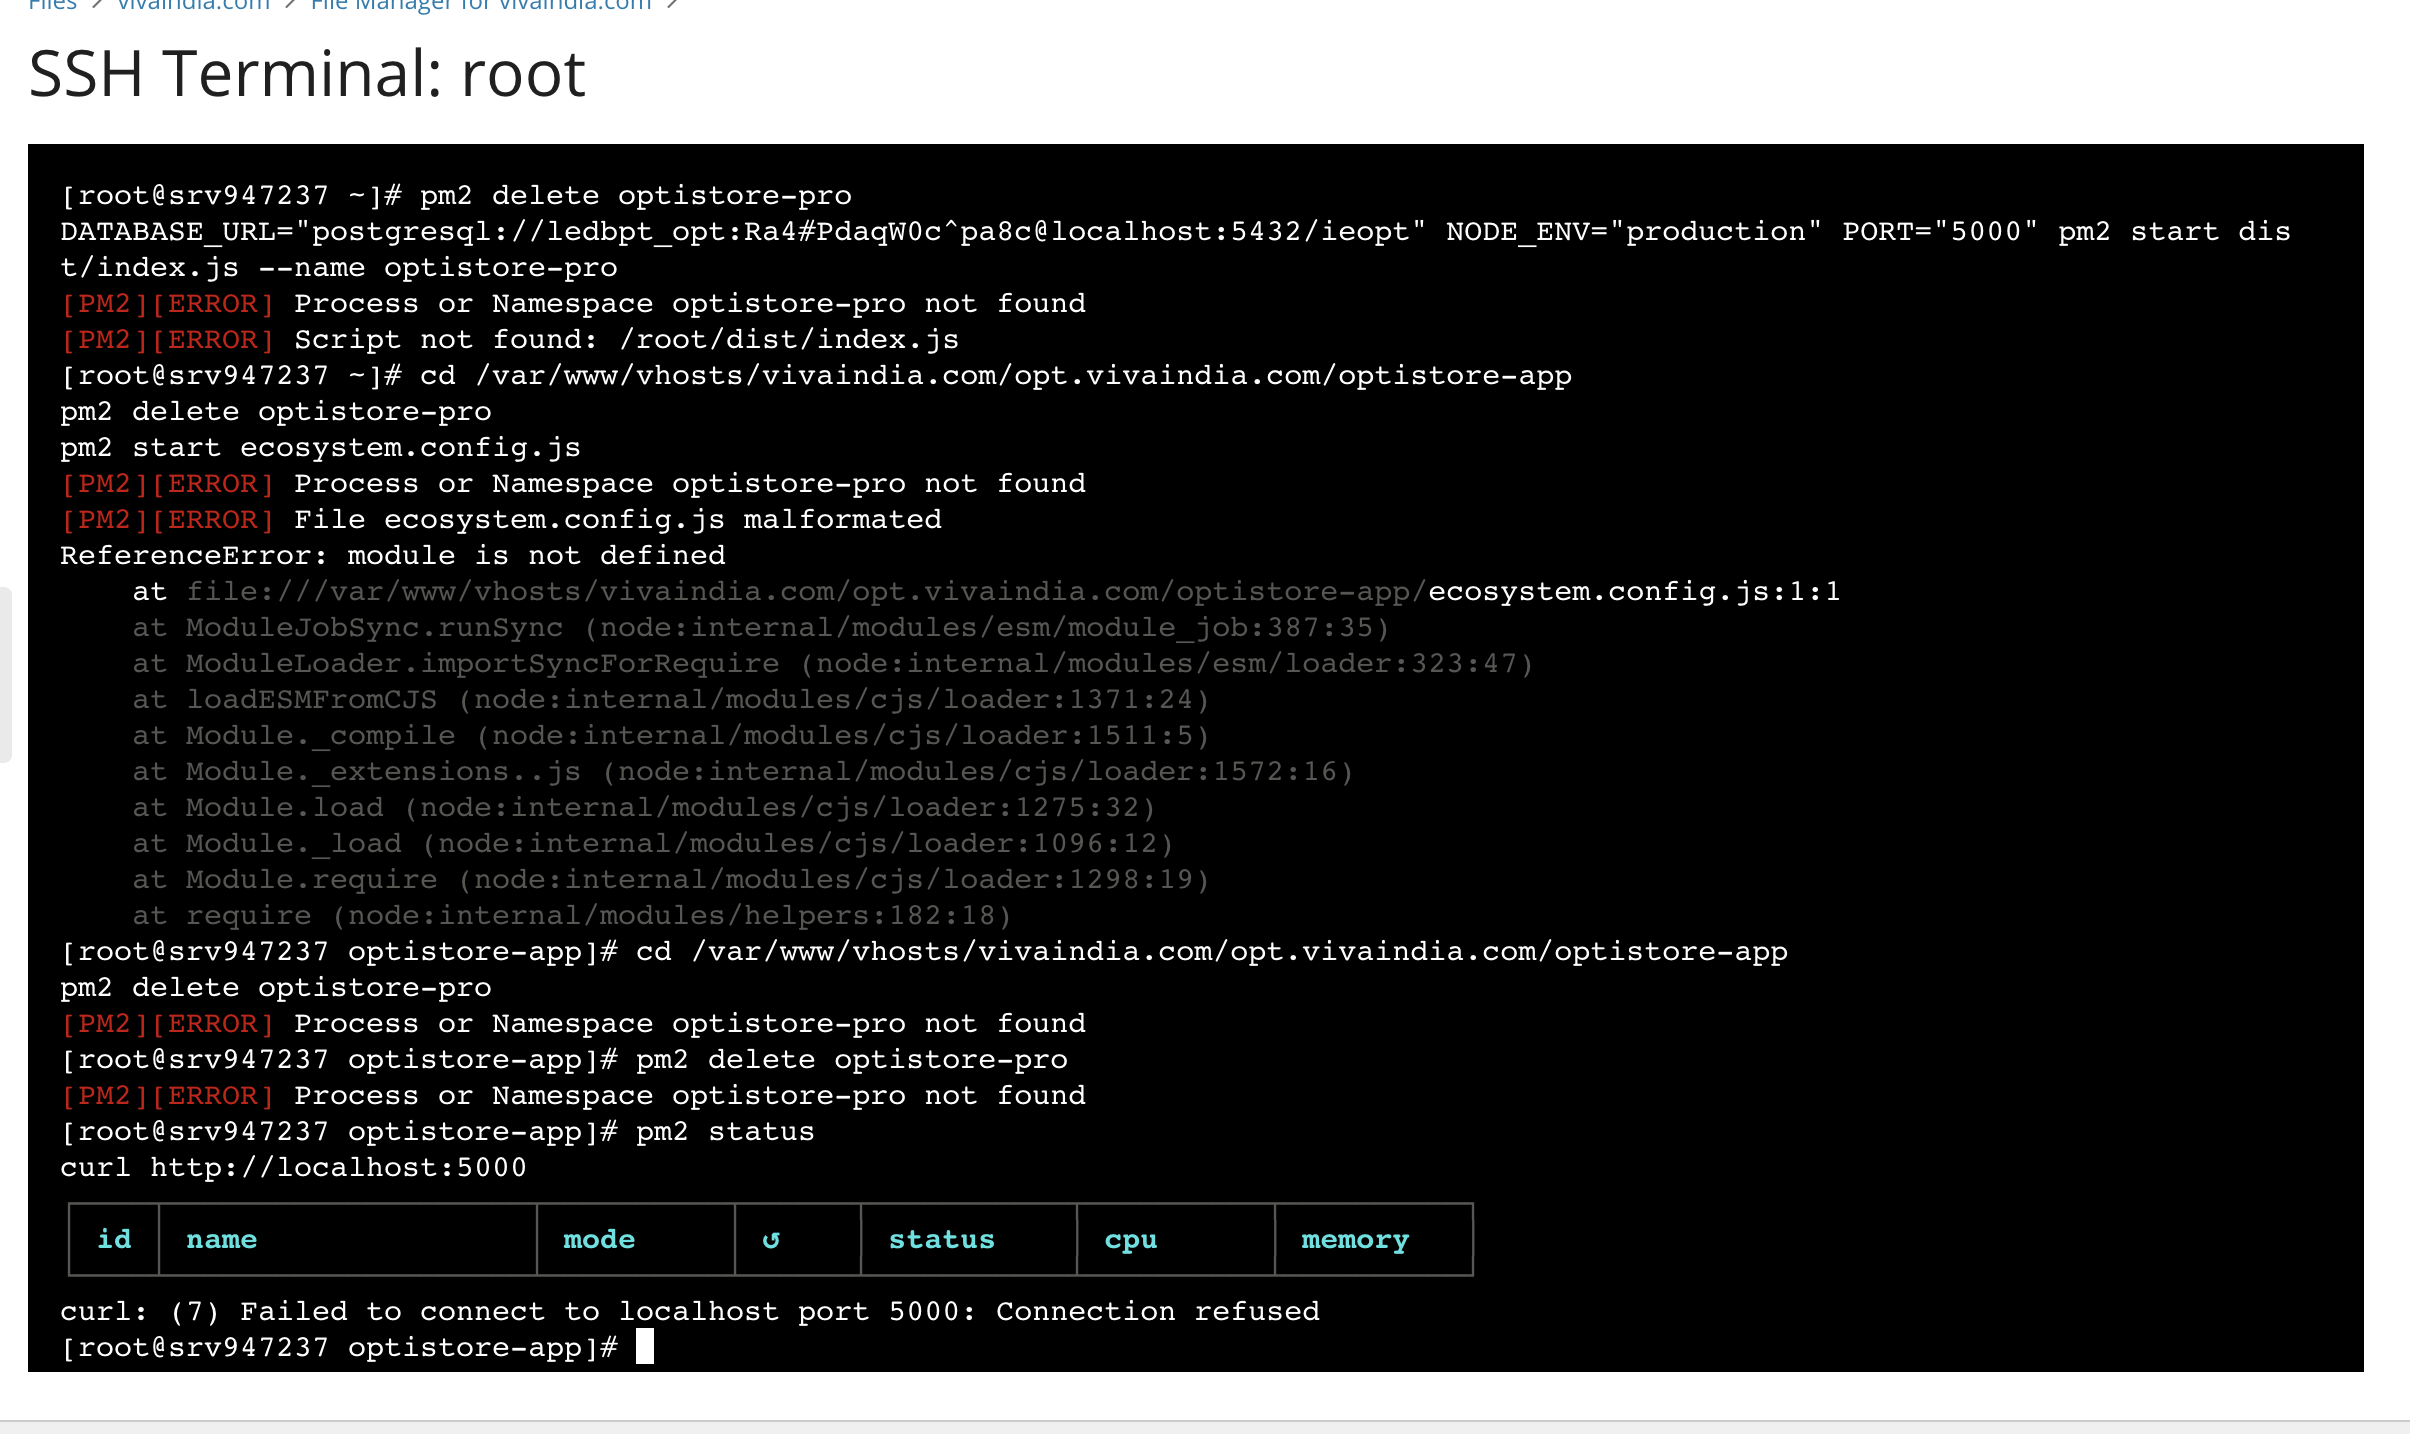 Files > vivaindia.com > File Manager for vivaindia.com >
SSH Terminal: root
[root@srv947237 ~]# pm2 delete optistore-pro
DATABASE_URL="postgresql://ledbpt_opt:Ra4#PdaqW0c^pa8c@localhost:5432/ieopt" NODE_ENV="production" PORT="5000" pm2 start dis
t/index.js --name optistore-pro
[PM2][ERROR] Process or Namespace optistore-pro not found
[PM2][ERROR] Script not found: /root/dist/index.js
[root@srv947237 ~]# cd /var/www/vhosts/vivaindia.com/opt.vivaindia.com/optistore-app
pm2 delete optistore-pro
pm2 start ecosystem.config.js
[PM2][ERROR] Process or Namespace optistore-pro not found
[PM2][ERROR] File ecosystem.config.js malformated
ReferenceError: module is not defined
    at file:///var/www/vhosts/vivaindia.com/opt.vivaindia.com/optistore-app/ecosystem.config.js:1:1
    at ModuleJobSync.runSync (node:internal/modules/esm/module_job:387:35)
    at ModuleLoader.importSyncForRequire (node:internal/modules/esm/loader:323:47)
    at loadESMFromCJS (node:internal/modules/cjs/loader:1371:24)
    at Module._compile (node:internal/modules/cjs/loader:1511:5)
    at Module._extensions..js (node:internal/modules/cjs/loader:1572:16)
    at Module.load (node:internal/modules/cjs/loader:1275:32)
    at Module._load (node:internal/modules/cjs/loader:1096:12)
    at Module.require (node:internal/modules/cjs/loader:1298:19)
    at require (node:internal/modules/helpers:182:18)
[root@srv947237 optistore-app]# cd /var/www/vhosts/vivaindia.com/opt.vivaindia.com/optistore-app
pm2 delete optistore-pro
[PM2][ERROR] Process or Namespace optistore-pro not found
[root@srv947237 optistore-app]# pm2 delete optistore-pro
[PM2][ERROR] Process or Namespace optistore-pro not found
[root@srv947237 optistore-app]# pm2 status
curl http://localhost:5000
id name mode ↺ status cpu memory
curl: (7) Failed to connect to localhost port 5000: Connection refused
[root@srv947237 optistore-app]#